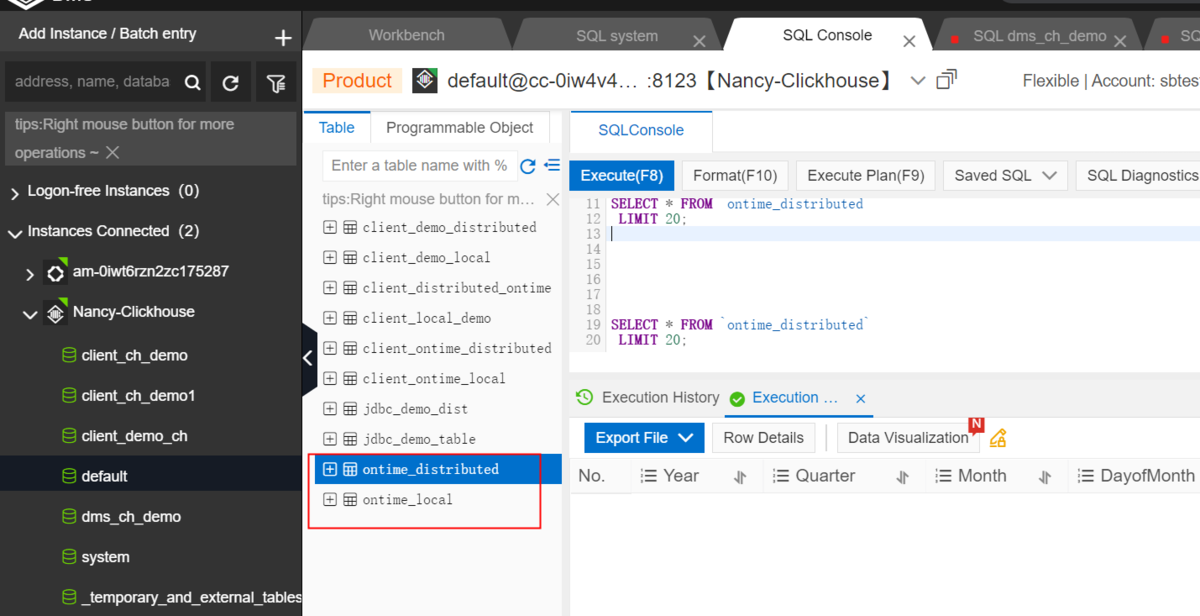 Add Instance / Batch entry
address, name, databa
tips:Right mouse button for more
operations ~
Logon-free Instances (0)
Instances Connected (2)
am-0iwt6rzn2zc175287
Nancy-Clickhouse
client_ch_demo
client_ch_demo1
client_demo_ch
default
dms_ch_demo
system
_temporary_and_external_tables
Workbench
SQL system
SQL Console
SQL dms_ch_demo
SQ
Product
default@cc-0iw4v4... :8123【Nancy-Clickhouse】
Flexible | Account: sbtes
Table
Programmable Object
Enter a table name with %
tips:Right mouse button for m...
client_demo_distributed
client_demo_local
client_distributed_ontime
client_local_demo
client_ontime_distributed
client_ontime_local
jdbc_demo_dist
jdbc_demo_table
ontime_distributed
ontime_local
SQLConsole
Execute(F8)
Format(F10)
Execute Plan(F9)
Saved SQL
SQL Diagnostics
11 SELECT * FROM `ontime_distributed
12 LIMIT 20;
13
14
15
16
17
18
19 SELECT * FROM `ontime_distributed`
20 LIMIT 20;
Execution History
Execution ...
Export File
Row Details
Data Visualization
N
No.
Year
Quarter
Month
DayofMonth